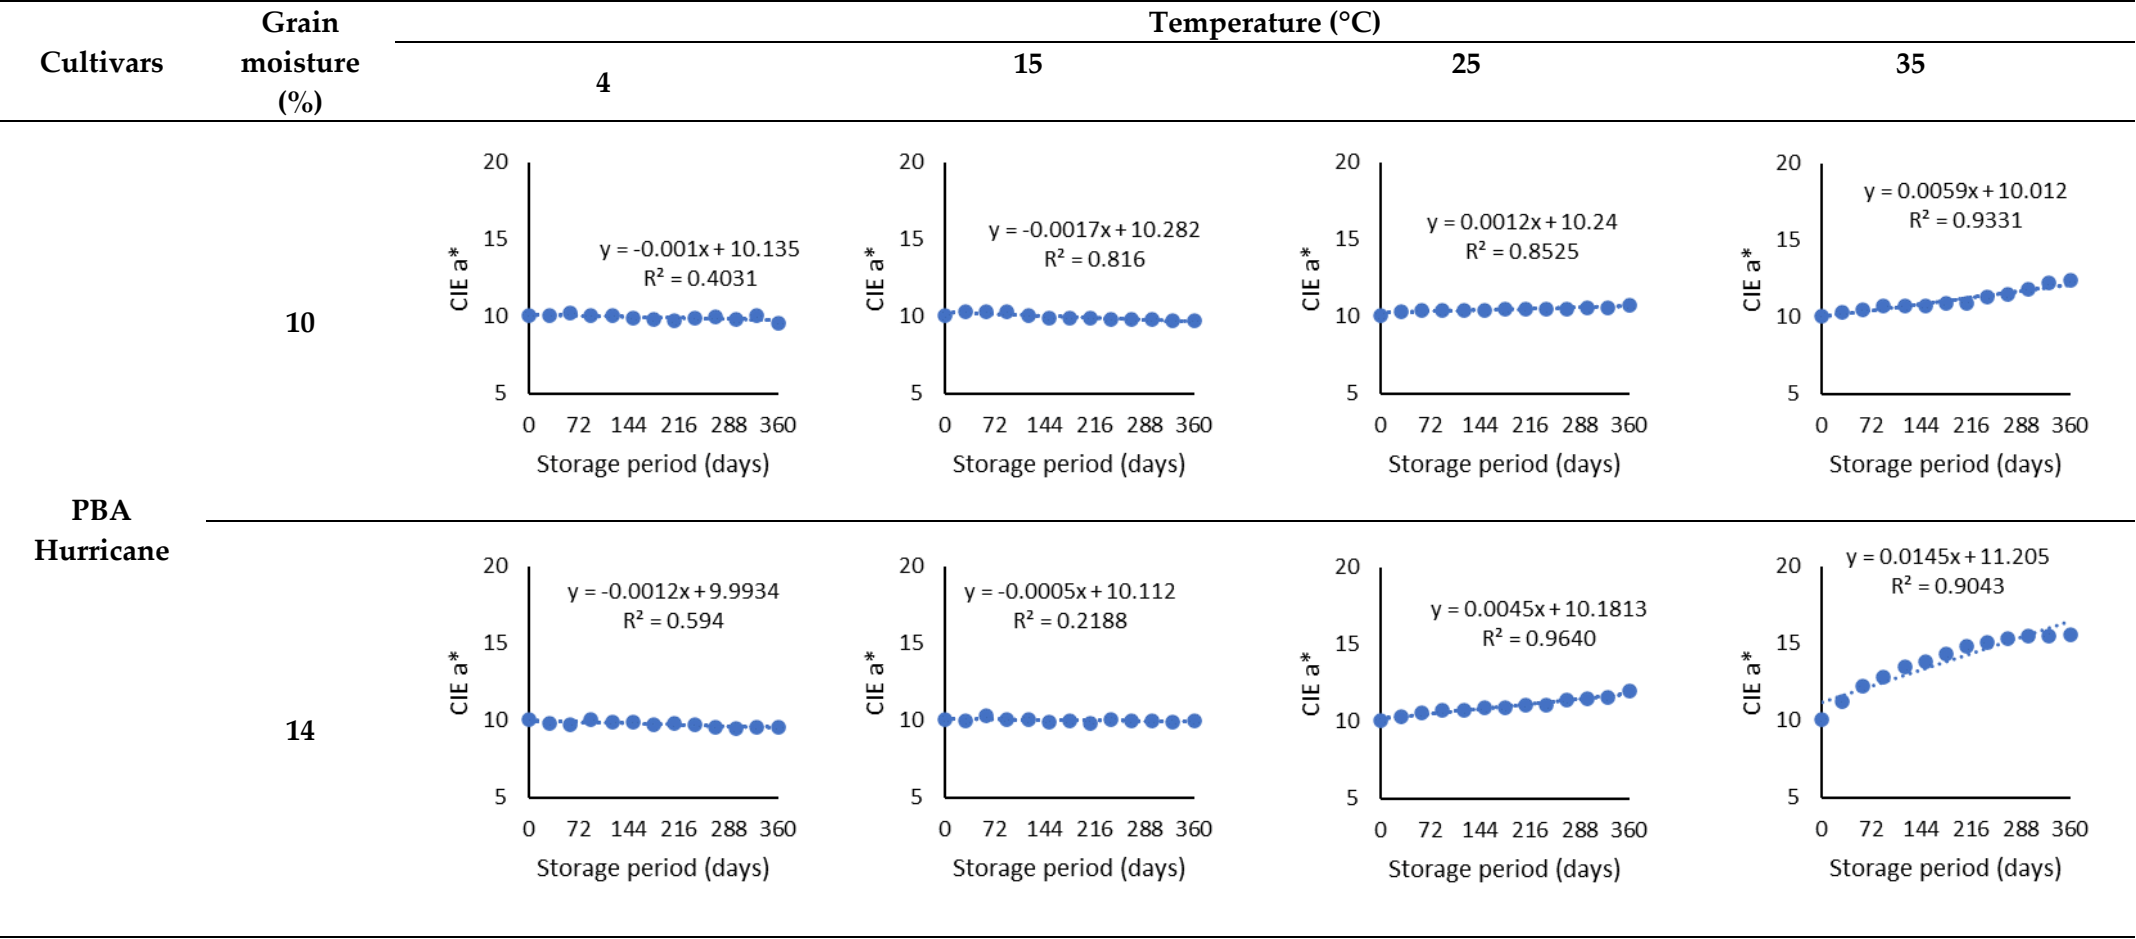 Cultivars
Grain
moisture
(%)
Temperature (°C)
4
15
25
35
PBA
Hurricane
10
20
15
10
5
CIE a*
y = -0.001x + 10.135
R² = 0.4031
0 72 144 216 288 360
Storage period (days)
20
15
10
5
CIE a*
y = -0.0017x + 10.282
R² = 0.816
0 72 144 216 288 360
Storage period (days)
20
15
10
5
CIE a*
y = 0.0012x + 10.24
R² = 0.8525
0 72 144 216 288 360
Storage period (days)
20
15
10
5
CIE a*
y = 0.0059x + 10.012
R² = 0.9331
0 72 144 216 288 360
Storage period (days)
14
20
15
10
5
CIE a*
y = -0.0012x + 9.9934
R² = 0.594
0 72 144 216 288 360
Storage period (days)
20
15
10
5
CIE a*
y = -0.0005x + 10.112
R² = 0.2188
0 72 144 216 288 360
Storage period (days)
20
15
10
5
CIE a*
y = 0.0045x + 10.1813
R² = 0.9640
0 72 144 216 288 360
Storage period (days)
20
15
10
5
CIE a*
y = 0.0145x + 11.205
R² = 0.9043
0 72 144 216 288 360
Storage period (days)